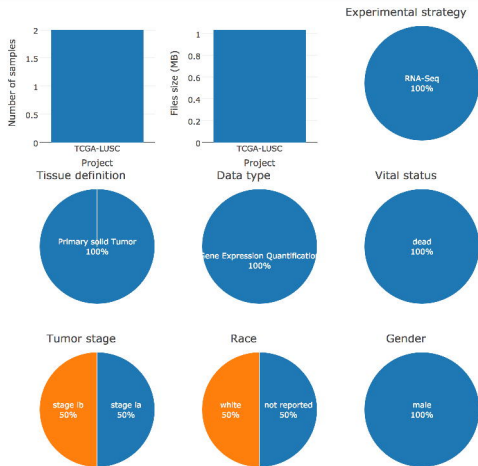 Experimental strategy
Number of samples
2
1.5
1
0.5
0
TCGA-LUSC
Project
Files size (MB)
1
0.8
0.6
0.4
0.2
0
TCGA-LUSC
Project
RNA-Seq
100%
Tissue definition
Data type
Vital status
Primary solid Tumor
100%
Gene Expression Quantification
100%
dead
100%
Tumor stage
Race
Gender
stage ib
50%
stage ia
50%
white
50%
not reported
50%
male
100%